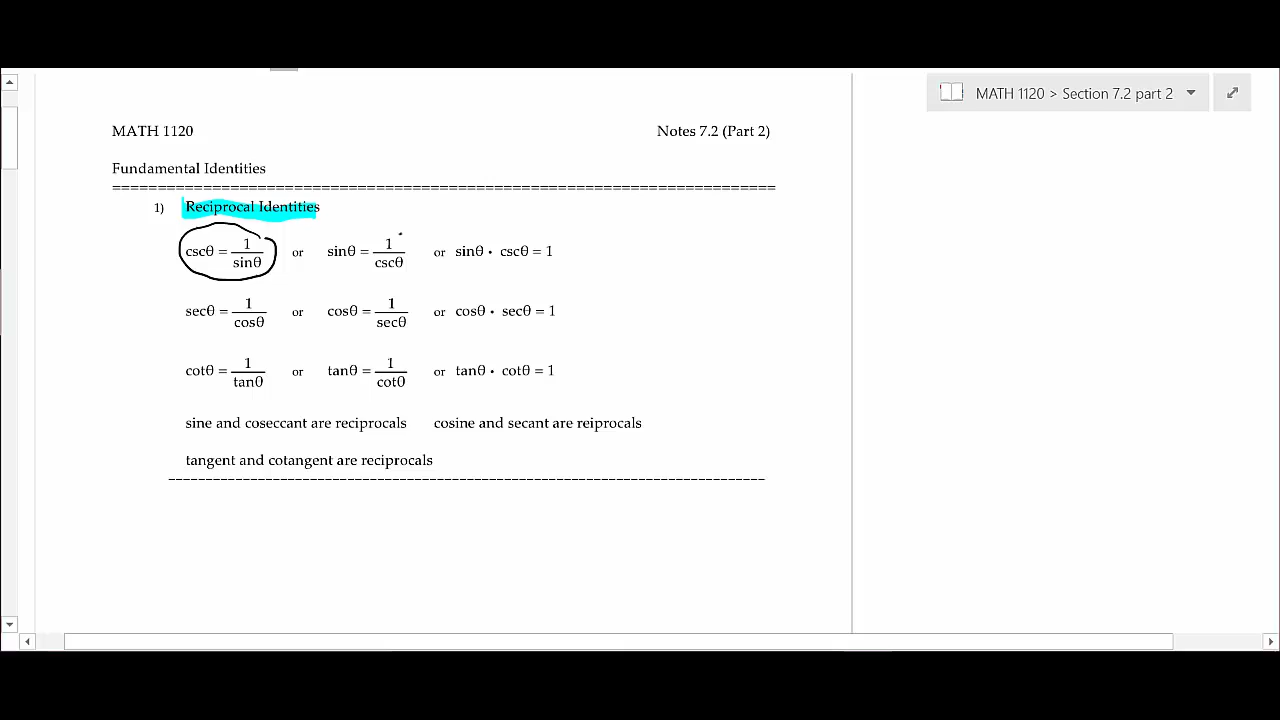 MATH 1120 > Section 7.2 part 2
MATH 1120 Notes 7.2 (Part 2)
Fundamental Identities
1) Reciprocal Identities
cscθ = 1/sinθ or sinθ = 1/cscθ or sinθ · cscθ = 1
secθ = 1/cosθ or cosθ = 1/secθ or cosθ · secθ = 1
cotθ = 1/tanθ or tanθ = 1/cotθ or tanθ · cotθ = 1
sine and coseccant are reciprocals cosine and secant are reiprocals
tangent and cotangent are reciprocals